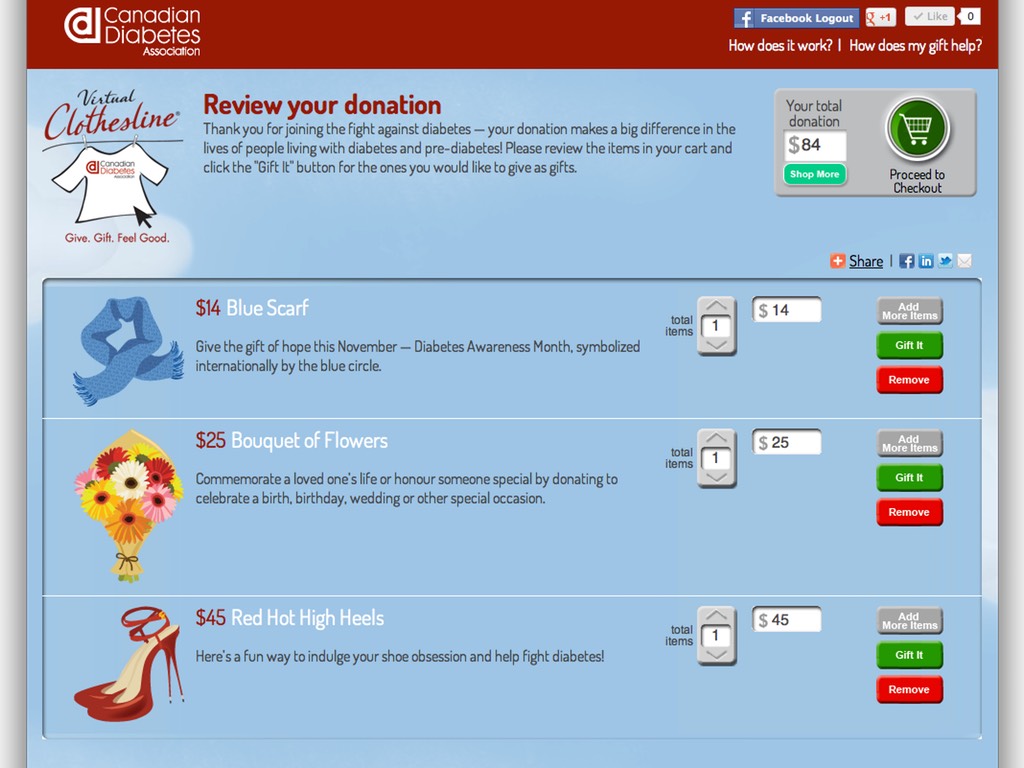 Canadian
Diabetes
Association
Facebook Logout
+1
Like
0
How does it work? | How does my gift help?
Virtual
Clothesline®
Canadian
Diabetes
Association
Give. Gift. Feel Good.
Review your donation
Thank you for joining the fight against diabetes — your donation makes a big difference in the
lives of people living with diabetes and pre-diabetes! Please review the items in your cart and
click the "Gift It" button for the ones you would like to give as gifts.
Your total
donation
$84
Shop More
Proceed to
Checkout
Share |
$14 Blue Scarf
Give the gift of hope this November — Diabetes Awareness Month, symbolized
internationally by the blue circle.
total
items
1
$ 14
Add
More Items
Gift It
Remove
$25 Bouquet of Flowers
Commemorate a loved one's life or honour someone special by donating to
celebrate a birth, birthday, wedding or other special occasion.
total
items
1
$ 25
Add
More Items
Gift It
Remove
$45 Red Hot High Heels
Here's a fun way to indulge your shoe obsession and help fight diabetes!
total
items
1
$ 45
Add
More Items
Gift It
Remove